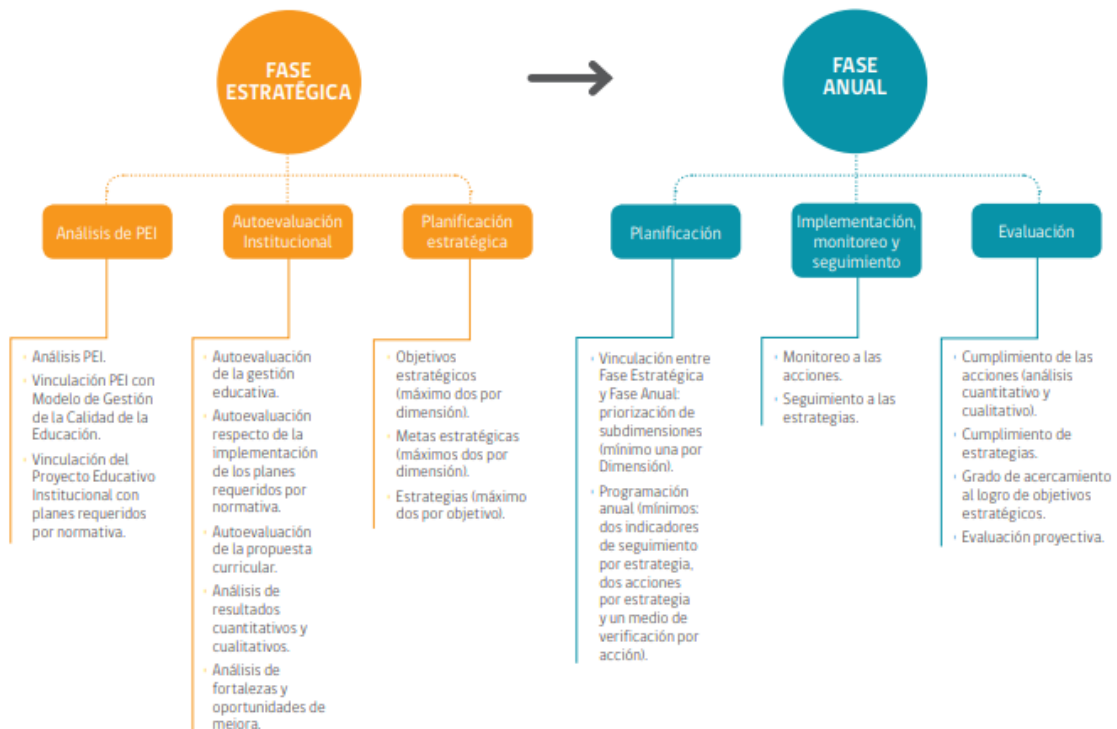 FASE
ESTRATÉGICA
FASE
ANUAL
Análisis de PEI
Autoevaluación
Institucional
Planificación
estratégica
Planificación
Implementación,
monitoreo y
seguimiento
Evaluación
Análisis PEI.
Vinculación PEI con
Modelo de Gestión
de la Calidad de la
Educación.
Vinculación del
Proyecto Educativo
Institucional con
planes requeridos
por normativa.
Autoevaluación
de la gestión
educativa.
Autoevaluación
respecto de la
implementación
de los planes
requeridos por
normativa.
Autoevaluación
de la propuesta
curricular.
Análisis de
resultados
cuantitativos y
cualitativos.
Análisis de
fortalezas y
oportunidades de
mejora.
Objetivos
estratégicos
(máximo dos por
dimensión).
Metas estratégicas
(máximos dos por
dimensión).
Estrategias (máximo
dos por objetivo).
Vinculación entre
Fase Estratégica
y Fase Anual:
priorización de
subdimensiones
(mínimo una por
Dimensión).
Programación
anual (mínimos:
dos indicadores
de seguimiento
por estrategia,
dos acciones
por estrategia
y un medio de
verificación por
acción).
Monitoreo a las
acciones.
Seguimiento a las
estrategias.
Cumplimiento de las
acciones (análisis
cuantitativo y
cualitativo).
Cumplimiento de
estrategias.
Grado de acercamiento
al logro de objetivos
estratégicos.
Evaluación proyectiva.